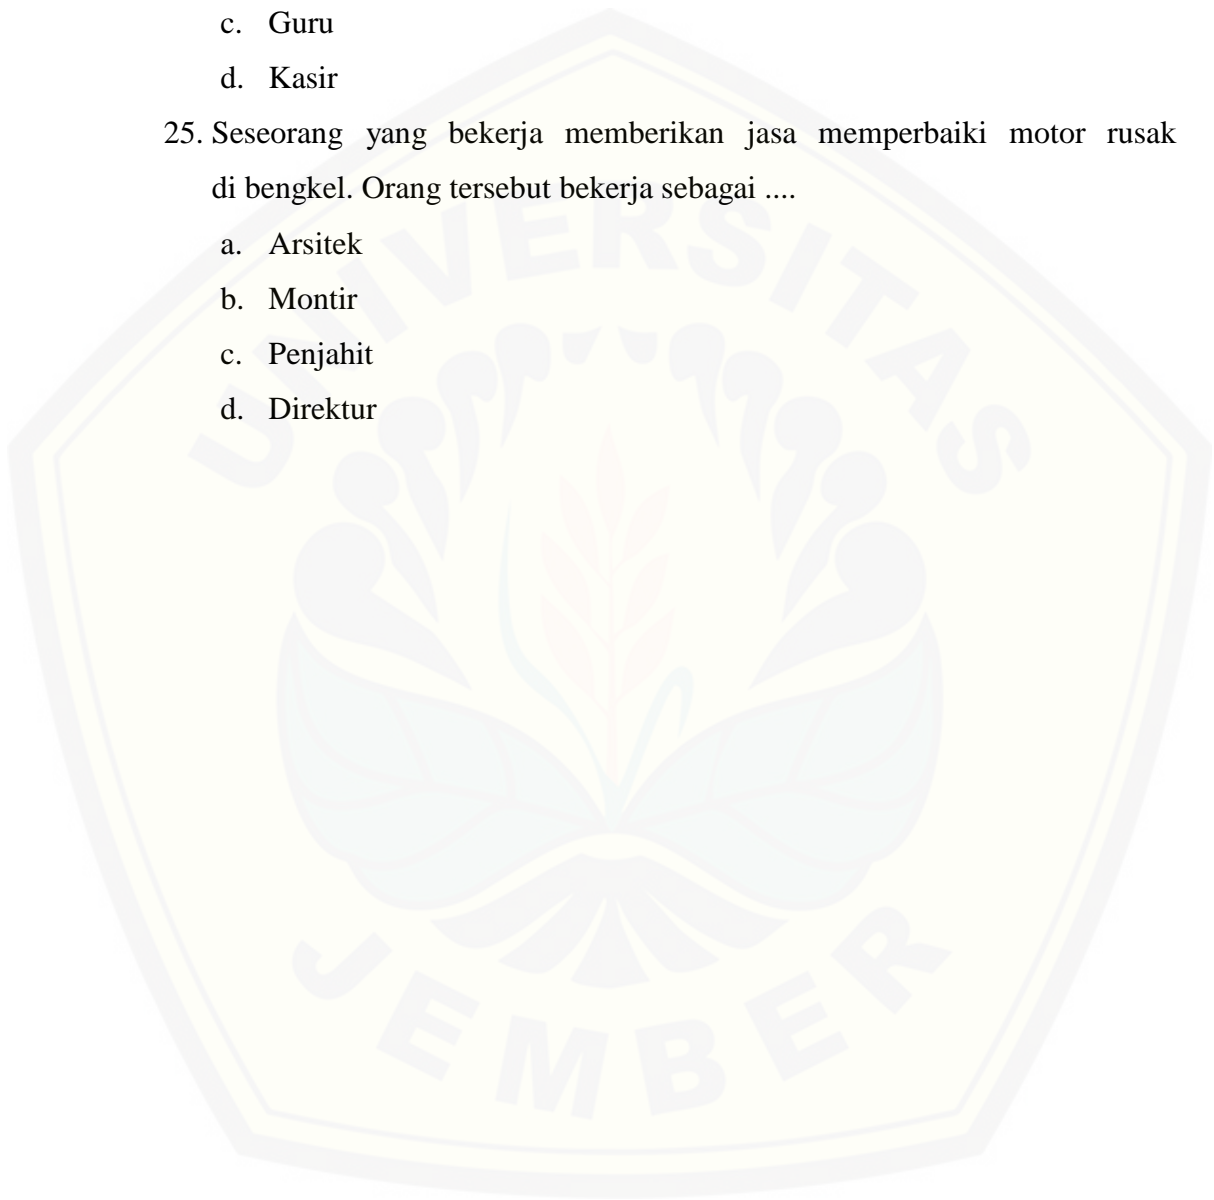 c. Guru
d. Kasir
25. Seseorang yang bekerja memberikan jasa memperbaiki motor rusak
di bengkel. Orang tersebut bekerja sebagai ....
a. Arsitek
b. Montir
c. Penjahit
d. Direktur
UNIVERSITAS
JEMBER